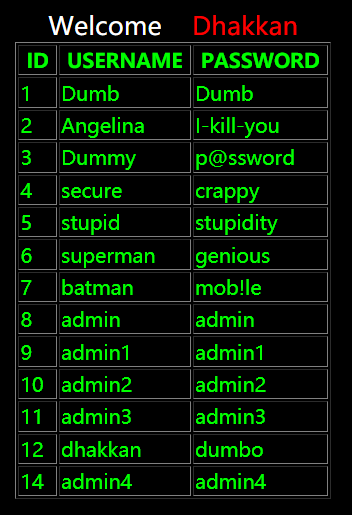 Welcome Dhakkan
ID USERNAME PASSWORD
1 Dumb Dumb
2 Angelina I-kill-you
3 Dummy p@ssword
4 secure crappy
5 stupid stupidity
6 superman genious
7 batman mob!le
8 admin admin
9 admin1 admin1
10 admin2 admin2
11 admin3 admin3
12 dhakkan dumbo
14 admin4 admin4